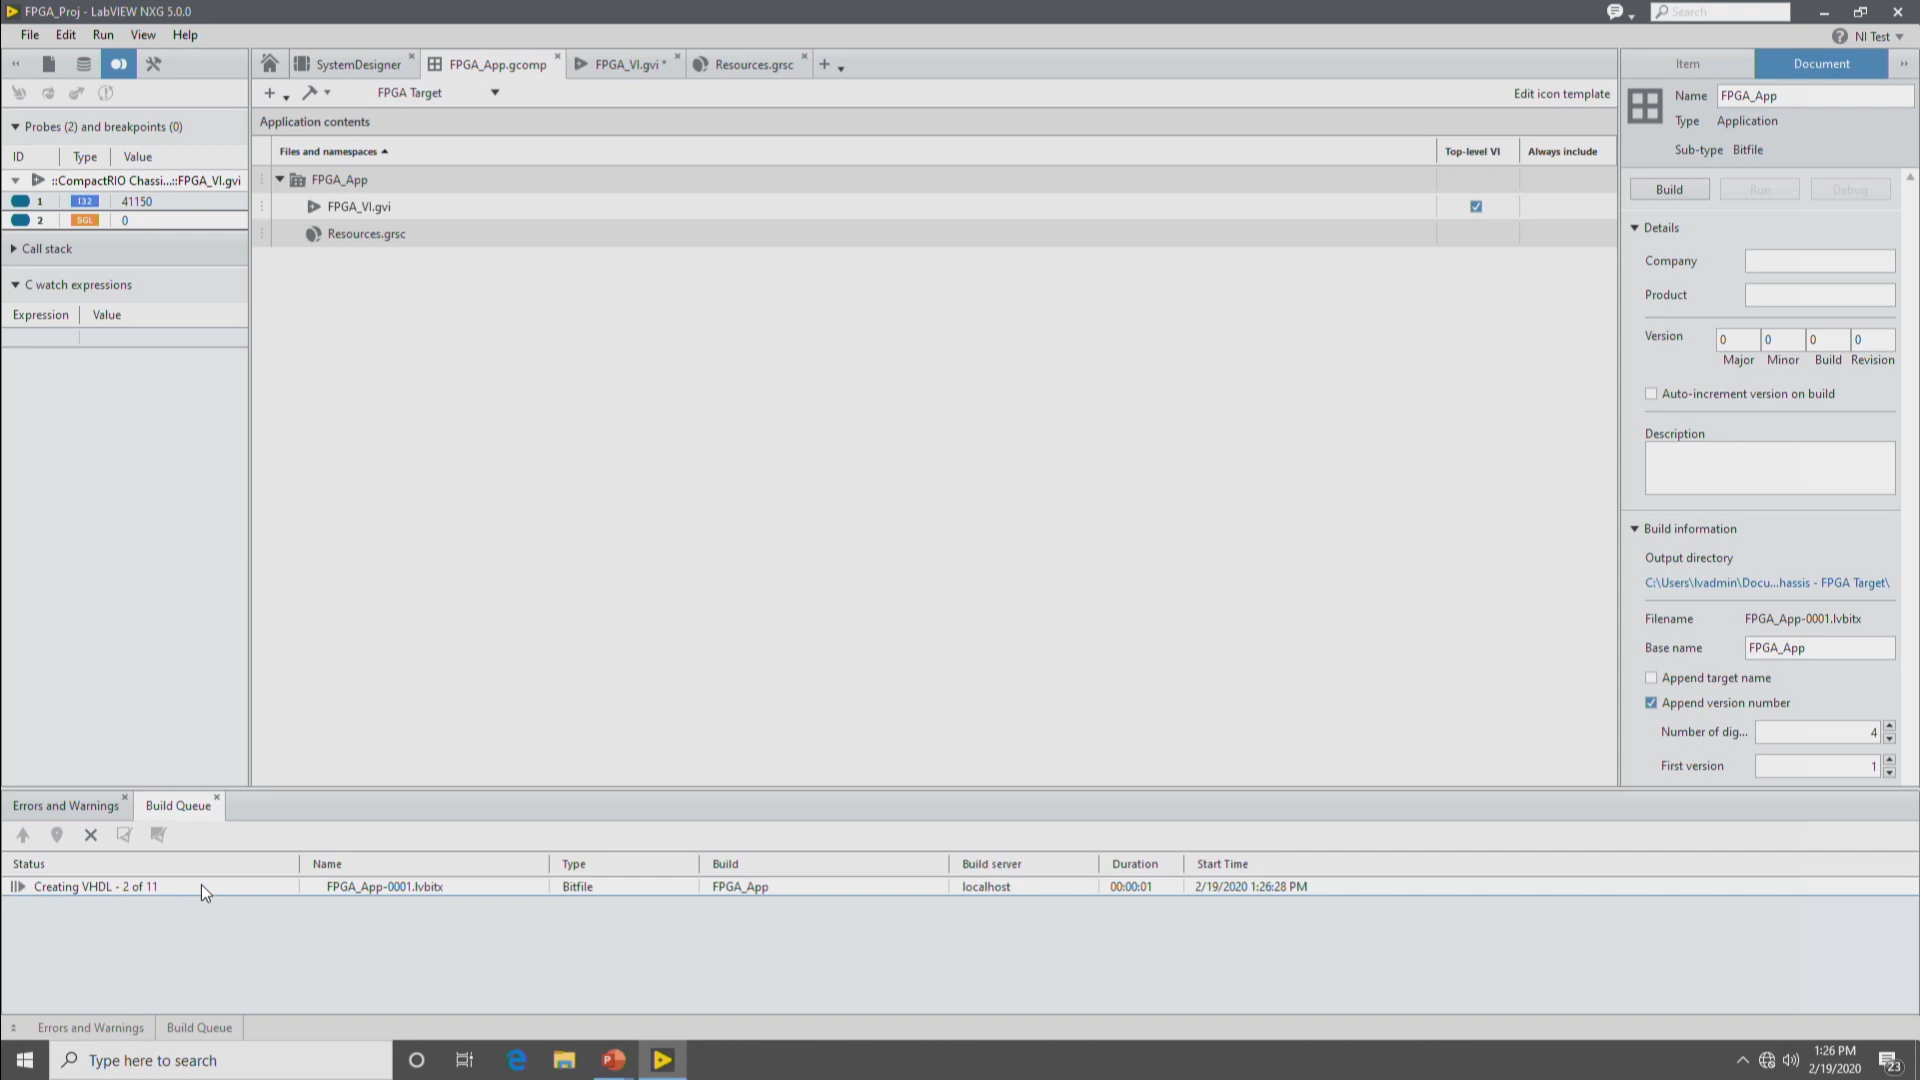 FPGA_Proj - LabVIEW NXG 5.0.0
Search
File Edit Run View Help
NI Test
SystemDesigner
FPGA_App.gcomp
FPGA_VI.gvi *
Resources.grsc
Item
Document
FPGA Target
Edit icon template
Name FPGA_App
Type Application
Sub-type Bitfile
Probes (2) and breakpoints (0)
ID Type Value
::CompactRIO Chassi...::FPGA_VI.gvi
1 I32 41150
2 SGL 0
Call stack
C watch expressions
Expression Value
Application contents
Files and namespaces
Top-level VI
Always include
FPGA_App
FPGA_VI.gvi
Resources.grsc
Build
Run
Debug
Details
Company
Product
Version 0 0 0 0
Major Minor Build Revision
Auto-increment version on build
Description
Build information
Output directory
C:\Users\lvadmin\Docu...hassis - FPGA Target\
Filename FPGA_App-0001.lvbitx
Base name FPGA_App
Append target name
Append version number
Number of dig... 4
First version 1
Errors and Warnings
Build Queue
Status Name Type Build Build server Duration Start Time
Creating VHDL - 2 of 11 FPGA_App-0001.lvbitx Bitfile FPGA_App localhost 00:00:01 2/19/2020 1:26:28 PM
Errors and Warnings Build Queue
Type here to search
1:26 PM
2/19/2020
23